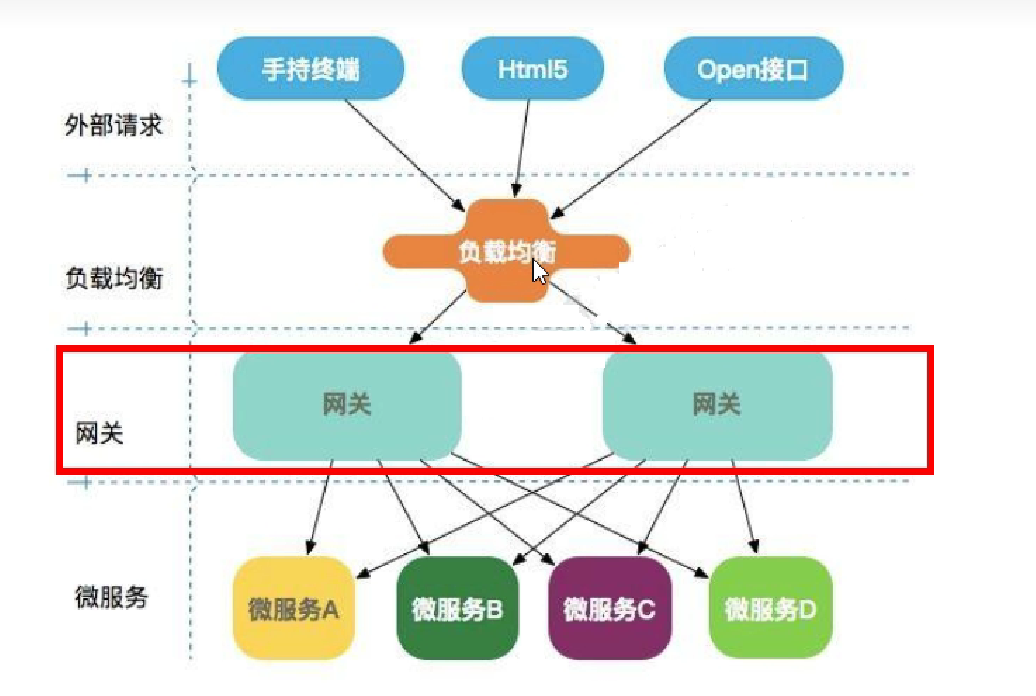 手持终端
Html5
Open接口
外部请求
负载均衡
负载均衡
网关
网关
网关
微服务
微服务A
微服务B
微服务C
微服务D